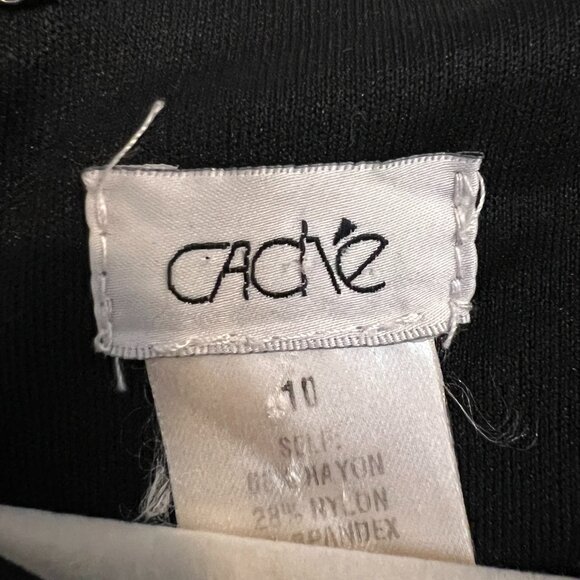 CACHÉ
10
SELF:
RAYON
28% NYLON
SPANDEX